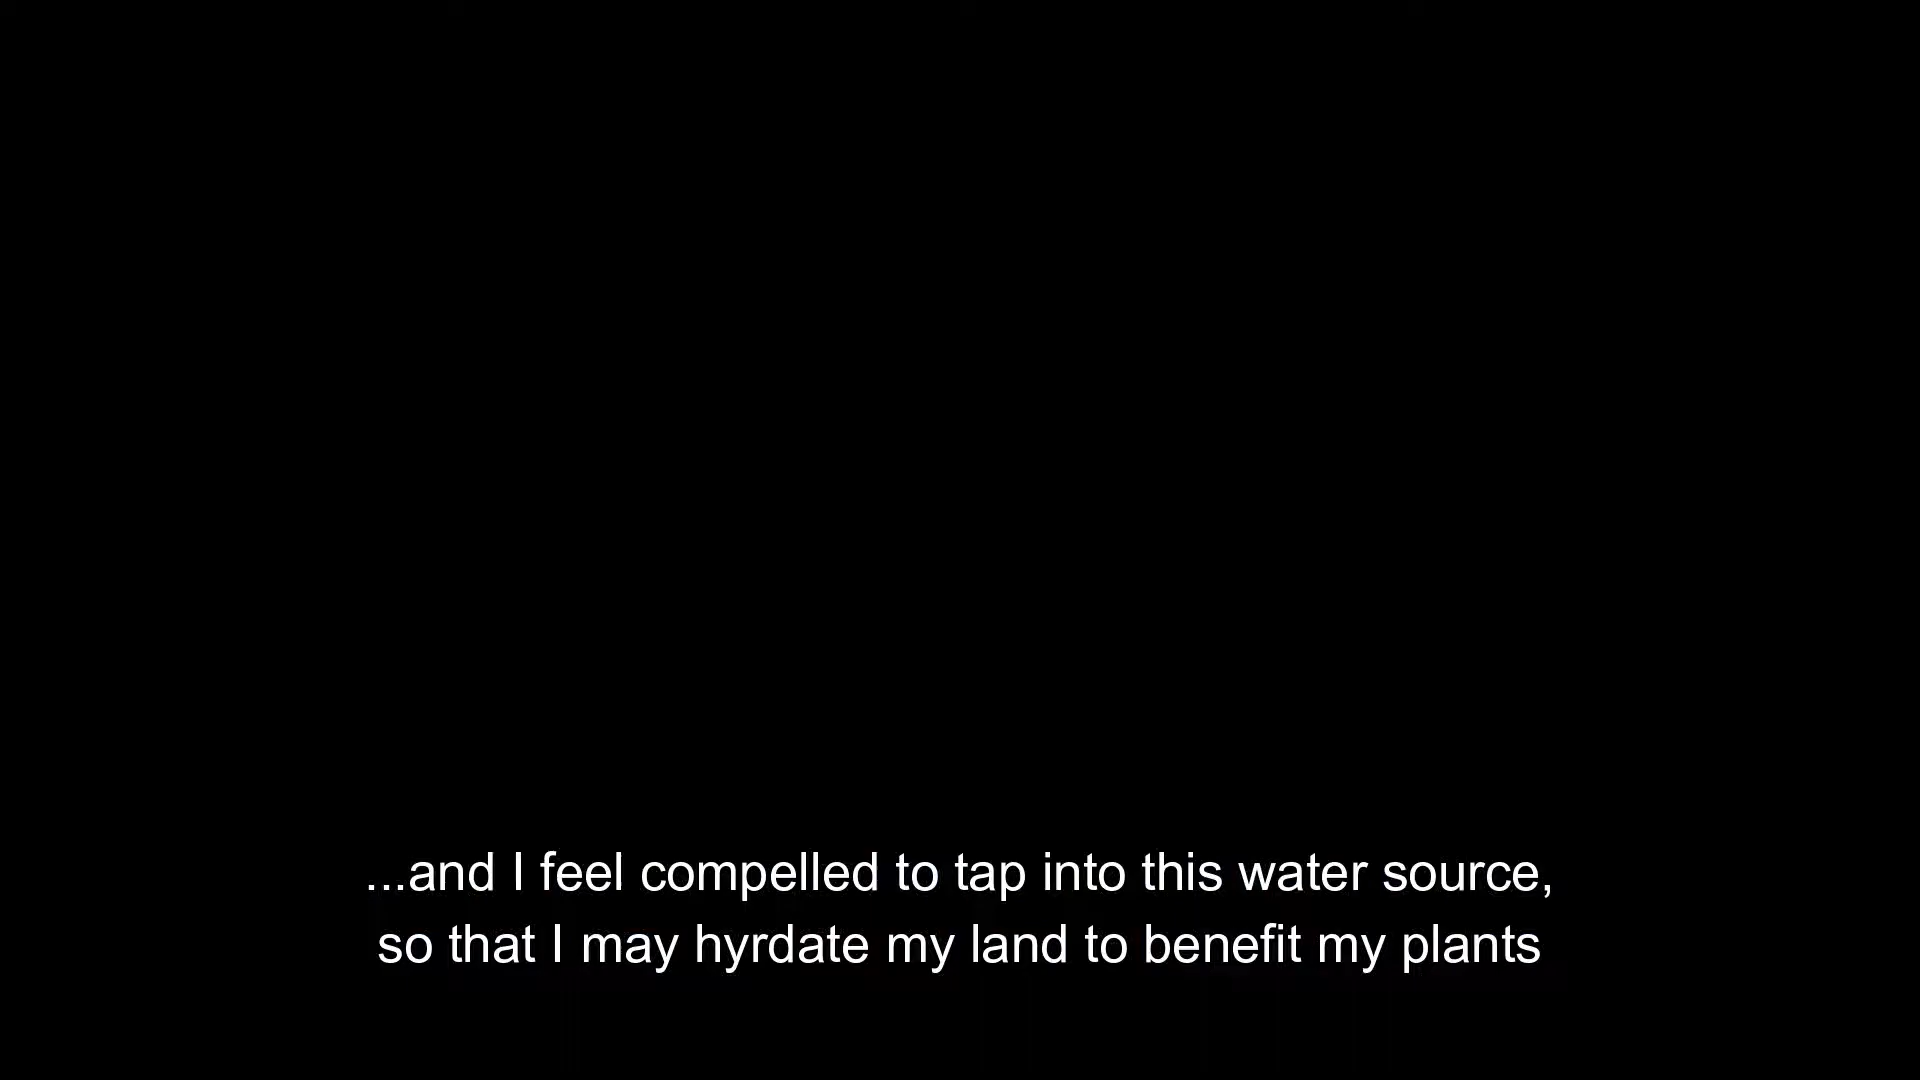 ...and I feel compelled to tap into this water source,
so that I may hyrdate my land to benefit my plants